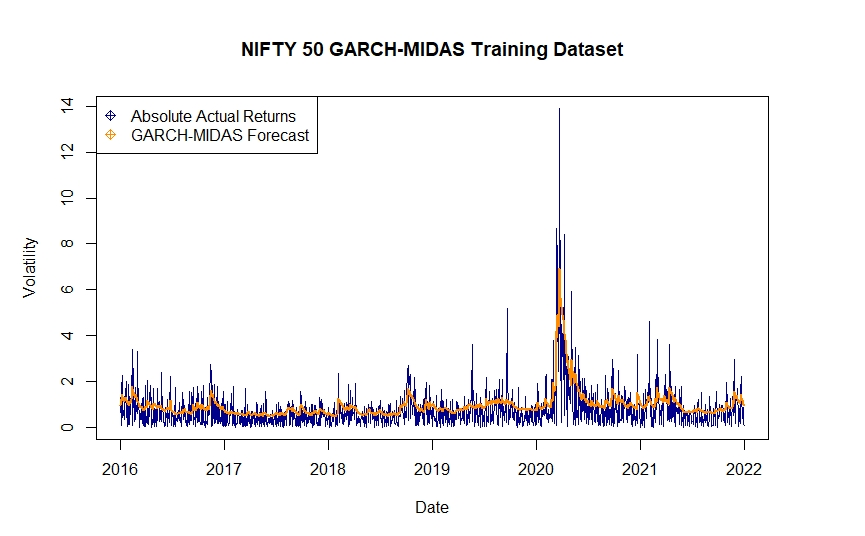 NIFTY 50 GARCH-MIDAS Training Dataset
Absolute Actual Returns
GARCH-MIDAS Forecast
Volatility
14
12
10
8
6
4
2
0
2016 2017 2018 2019 2020 2021 2022
Date